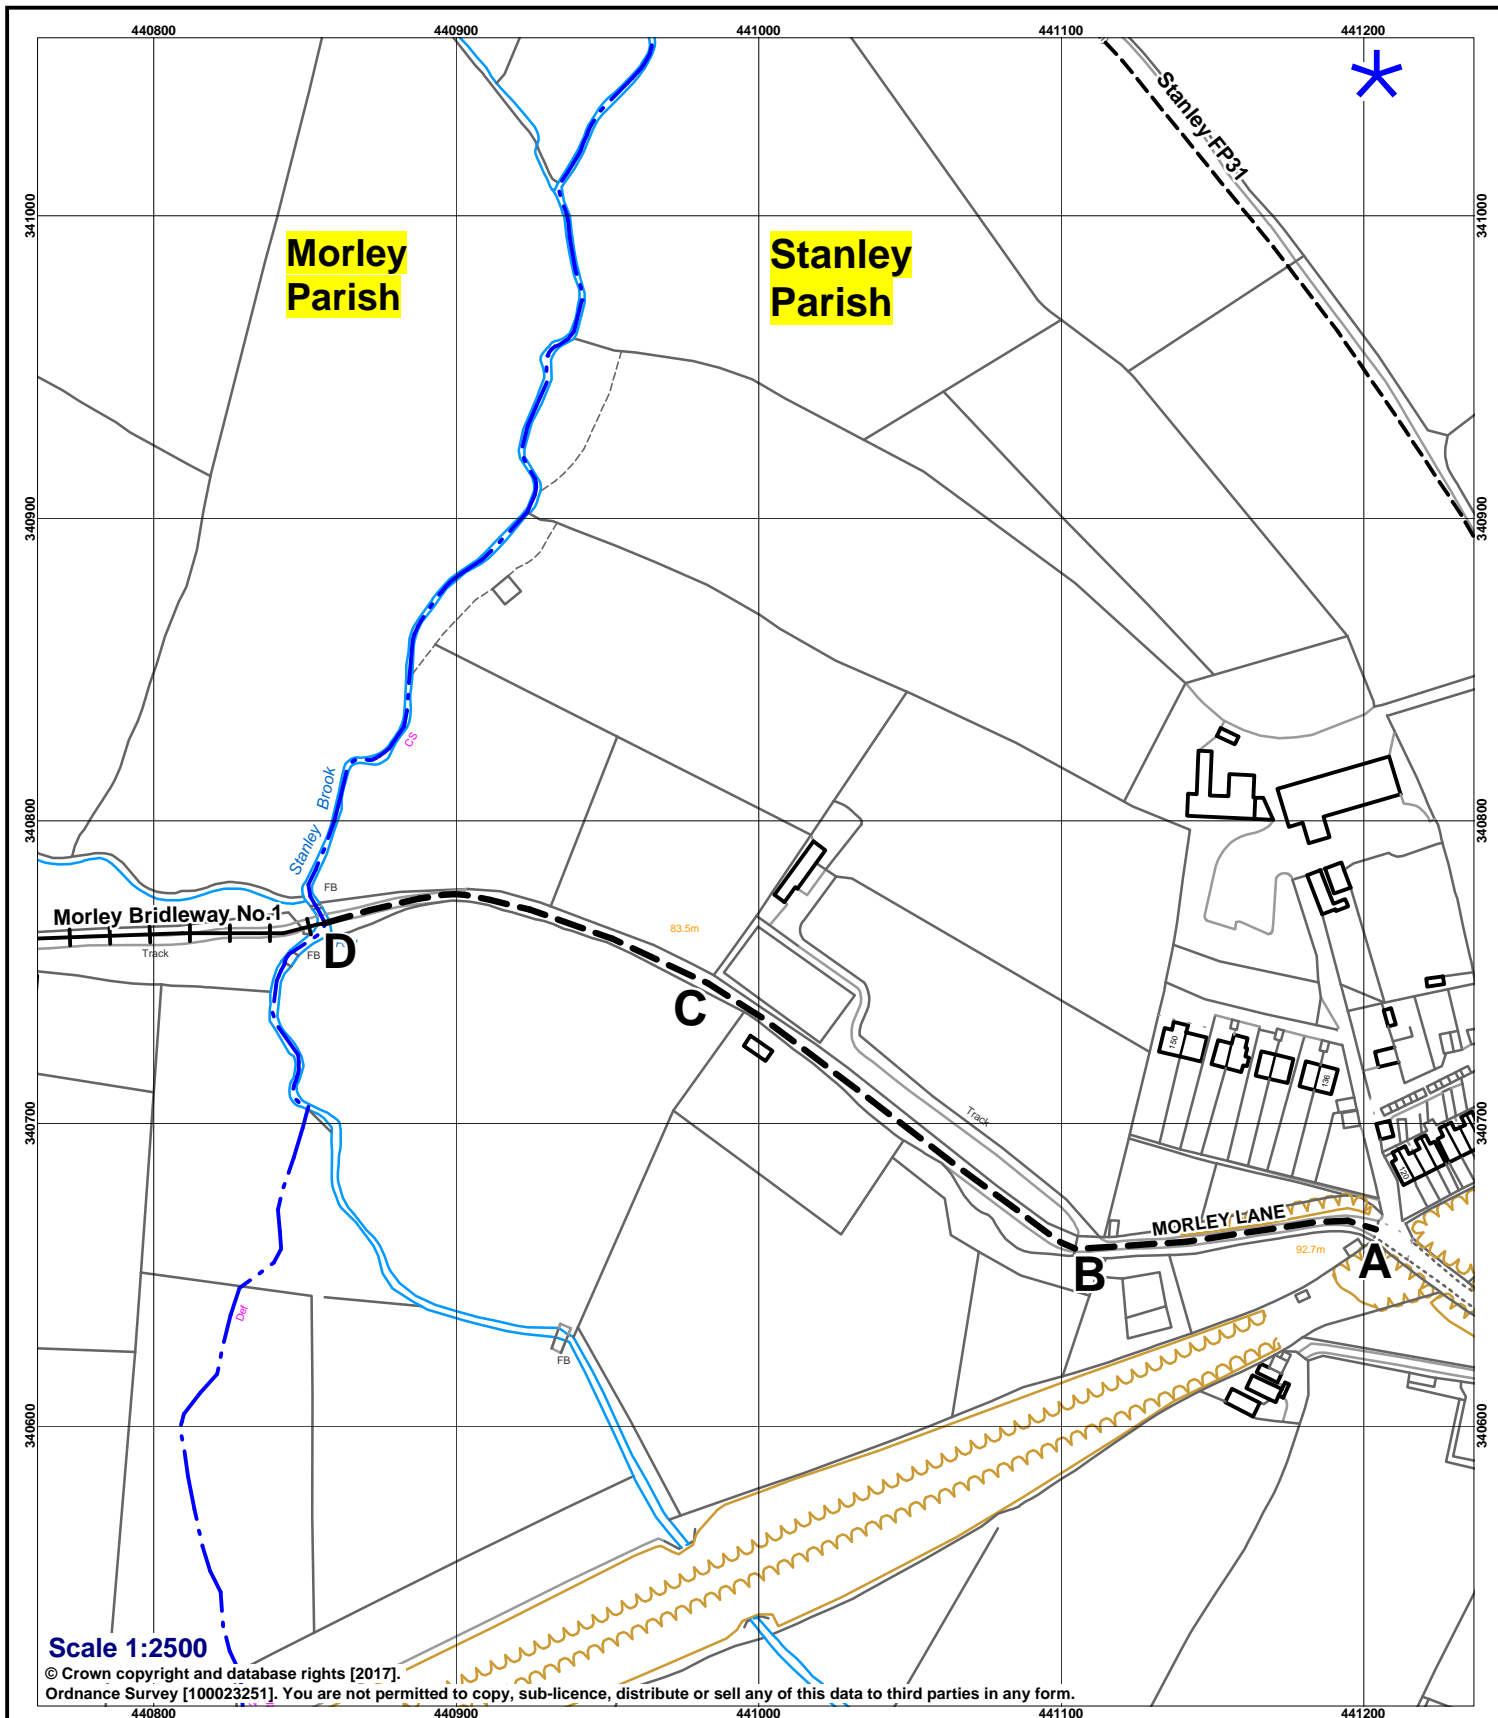 440800 440900 441000 441100 441200
Stanley FP31
341000 341000
Morley
Parish
Stanley
Parish
340900 340900
CS
Stanley Brook
340800 340800
FB
Morley Bridleway No.1
Track
FB
D
83.5m
C
150
136
Track
340700 340700
120
MORLEY LANE
92.7m
A
B
Def
FB
340600 340600
Scale 1:2500
© Crown copyright and database rights [2017].
Ordnance Survey [100023251]. You are not permitted to copy, sub-licence, distribute or sell any of this data to third parties in any form.
440800 440900 441000 441100 441200